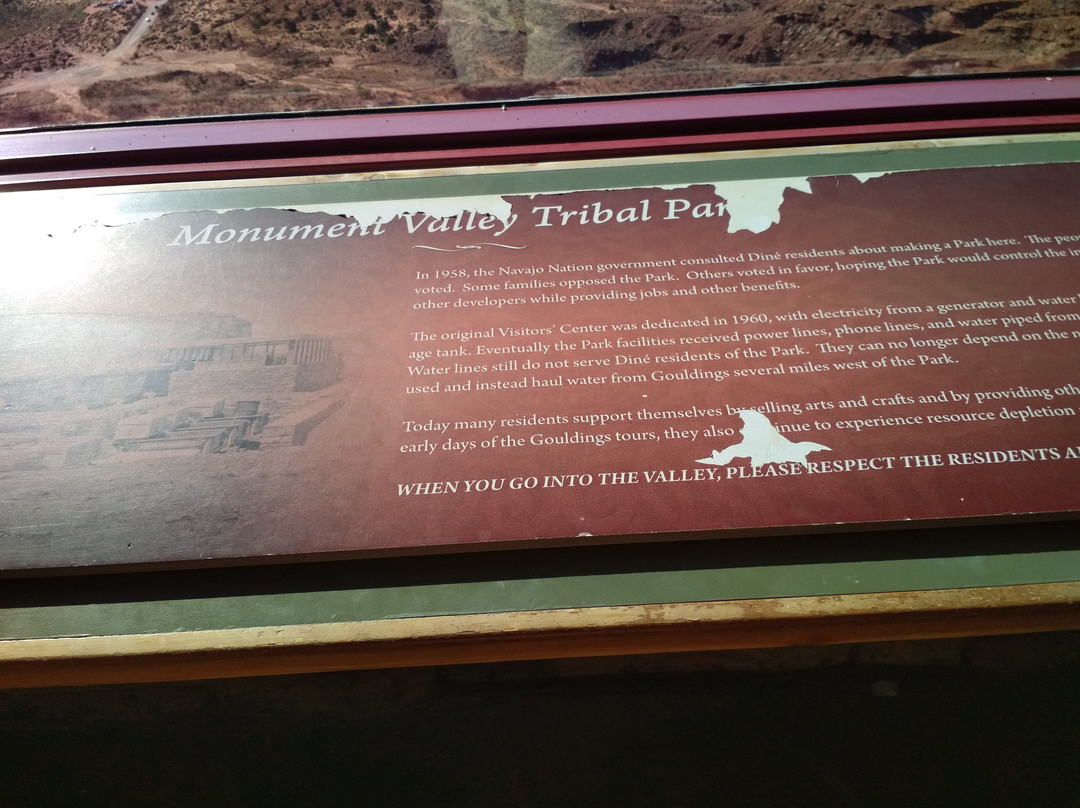 Monument Valley Tribal Par
In 1958, the Navajo Nation government consulted Diné residents about making a Park here. The peo
voted. Some families opposed the Park. Others voted in favor, hoping the Park would control the in
other developers while providing jobs and other benefits.
The original Visitors' Center was dedicated in 1960, with electricity from a generator and water
age tank. Eventually the Park facilities received power lines, phone lines, and water piped from
Water lines still do not serve Diné residents of the Park. They can no longer depend on the n
used and instead haul water from Gouldings several miles west of the Park.
Today many residents support themselves by selling arts and crafts and by providing oth
early days of the Gouldings tours, they also inue to experience resource depletion
WHEN YOU GO INTO THE VALLEY, PLEASE RESPECT THE RESIDENTS A